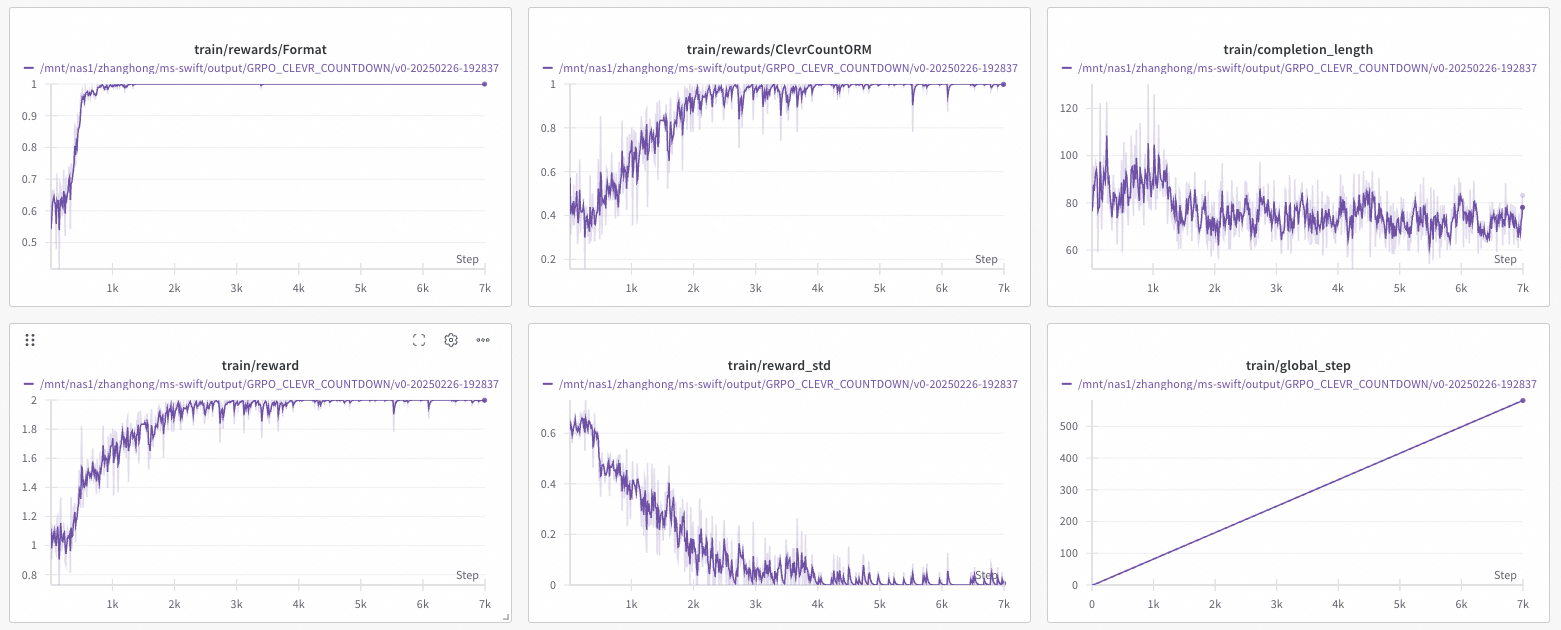 train/rewards/Format
/mnt/nas1/zhanghong/ms-swift/output/GRPO_CLEVR_COUNTDOWN/v0-20250226-192837
1
0.9
0.8
0.7
0.6
0.5
Step
1k 2k 3k 4k 5k 6k 7k
train/rewards/ClevrCountORM
/mnt/nas1/zhanghong/ms-swift/output/GRPO_CLEVR_COUNTDOWN/v0-20250226-192837
1
0.8
0.6
0.4
0.2
Step
1k 2k 3k 4k 5k 6k 7k
train/completion_length
/mnt/nas1/zhanghong/ms-swift/output/GRPO_CLEVR_COUNTDOWN/v0-20250226-192837
120
100
80
60
Step
1k 2k 3k 4k 5k 6k 7k
train/reward
/mnt/nas1/zhanghong/ms-swift/output/GRPO_CLEVR_COUNTDOWN/v0-20250226-192837
2
1.8
1.6
1.4
1.2
1
0.8
Step
1k 2k 3k 4k 5k 6k 7k
train/reward_std
/mnt/nas1/zhanghong/ms-swift/output/GRPO_CLEVR_COUNTDOWN/v0-20250226-192837
0.6
0.4
0.2
0
Step
1k 2k 3k 4k 5k 6k 7k
train/global_step
/mnt/nas1/zhanghong/ms-swift/output/GRPO_CLEVR_COUNTDOWN/v0-20250226-192837
500
400
300
200
100
0
Step
0 1k 2k 3k 4k 5k 6k 7k